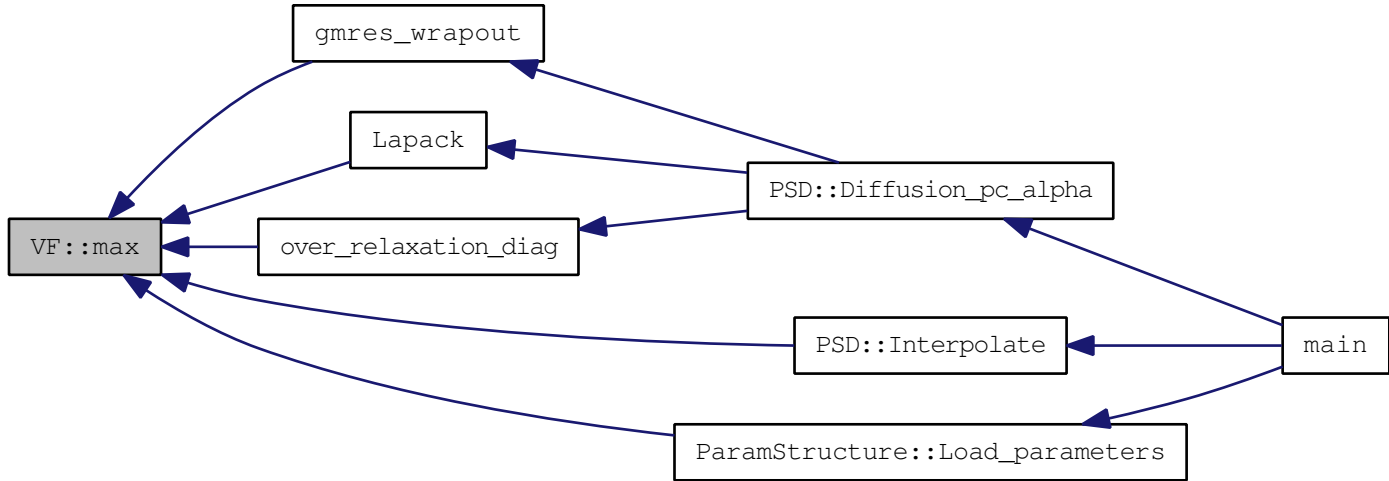 gmres_wrapout
Lapack
PSD::Diffusion_pc_alpha
VF::max
over_relaxation_diag
PSD::Interpolate
main
ParamStructure::Load_parameters